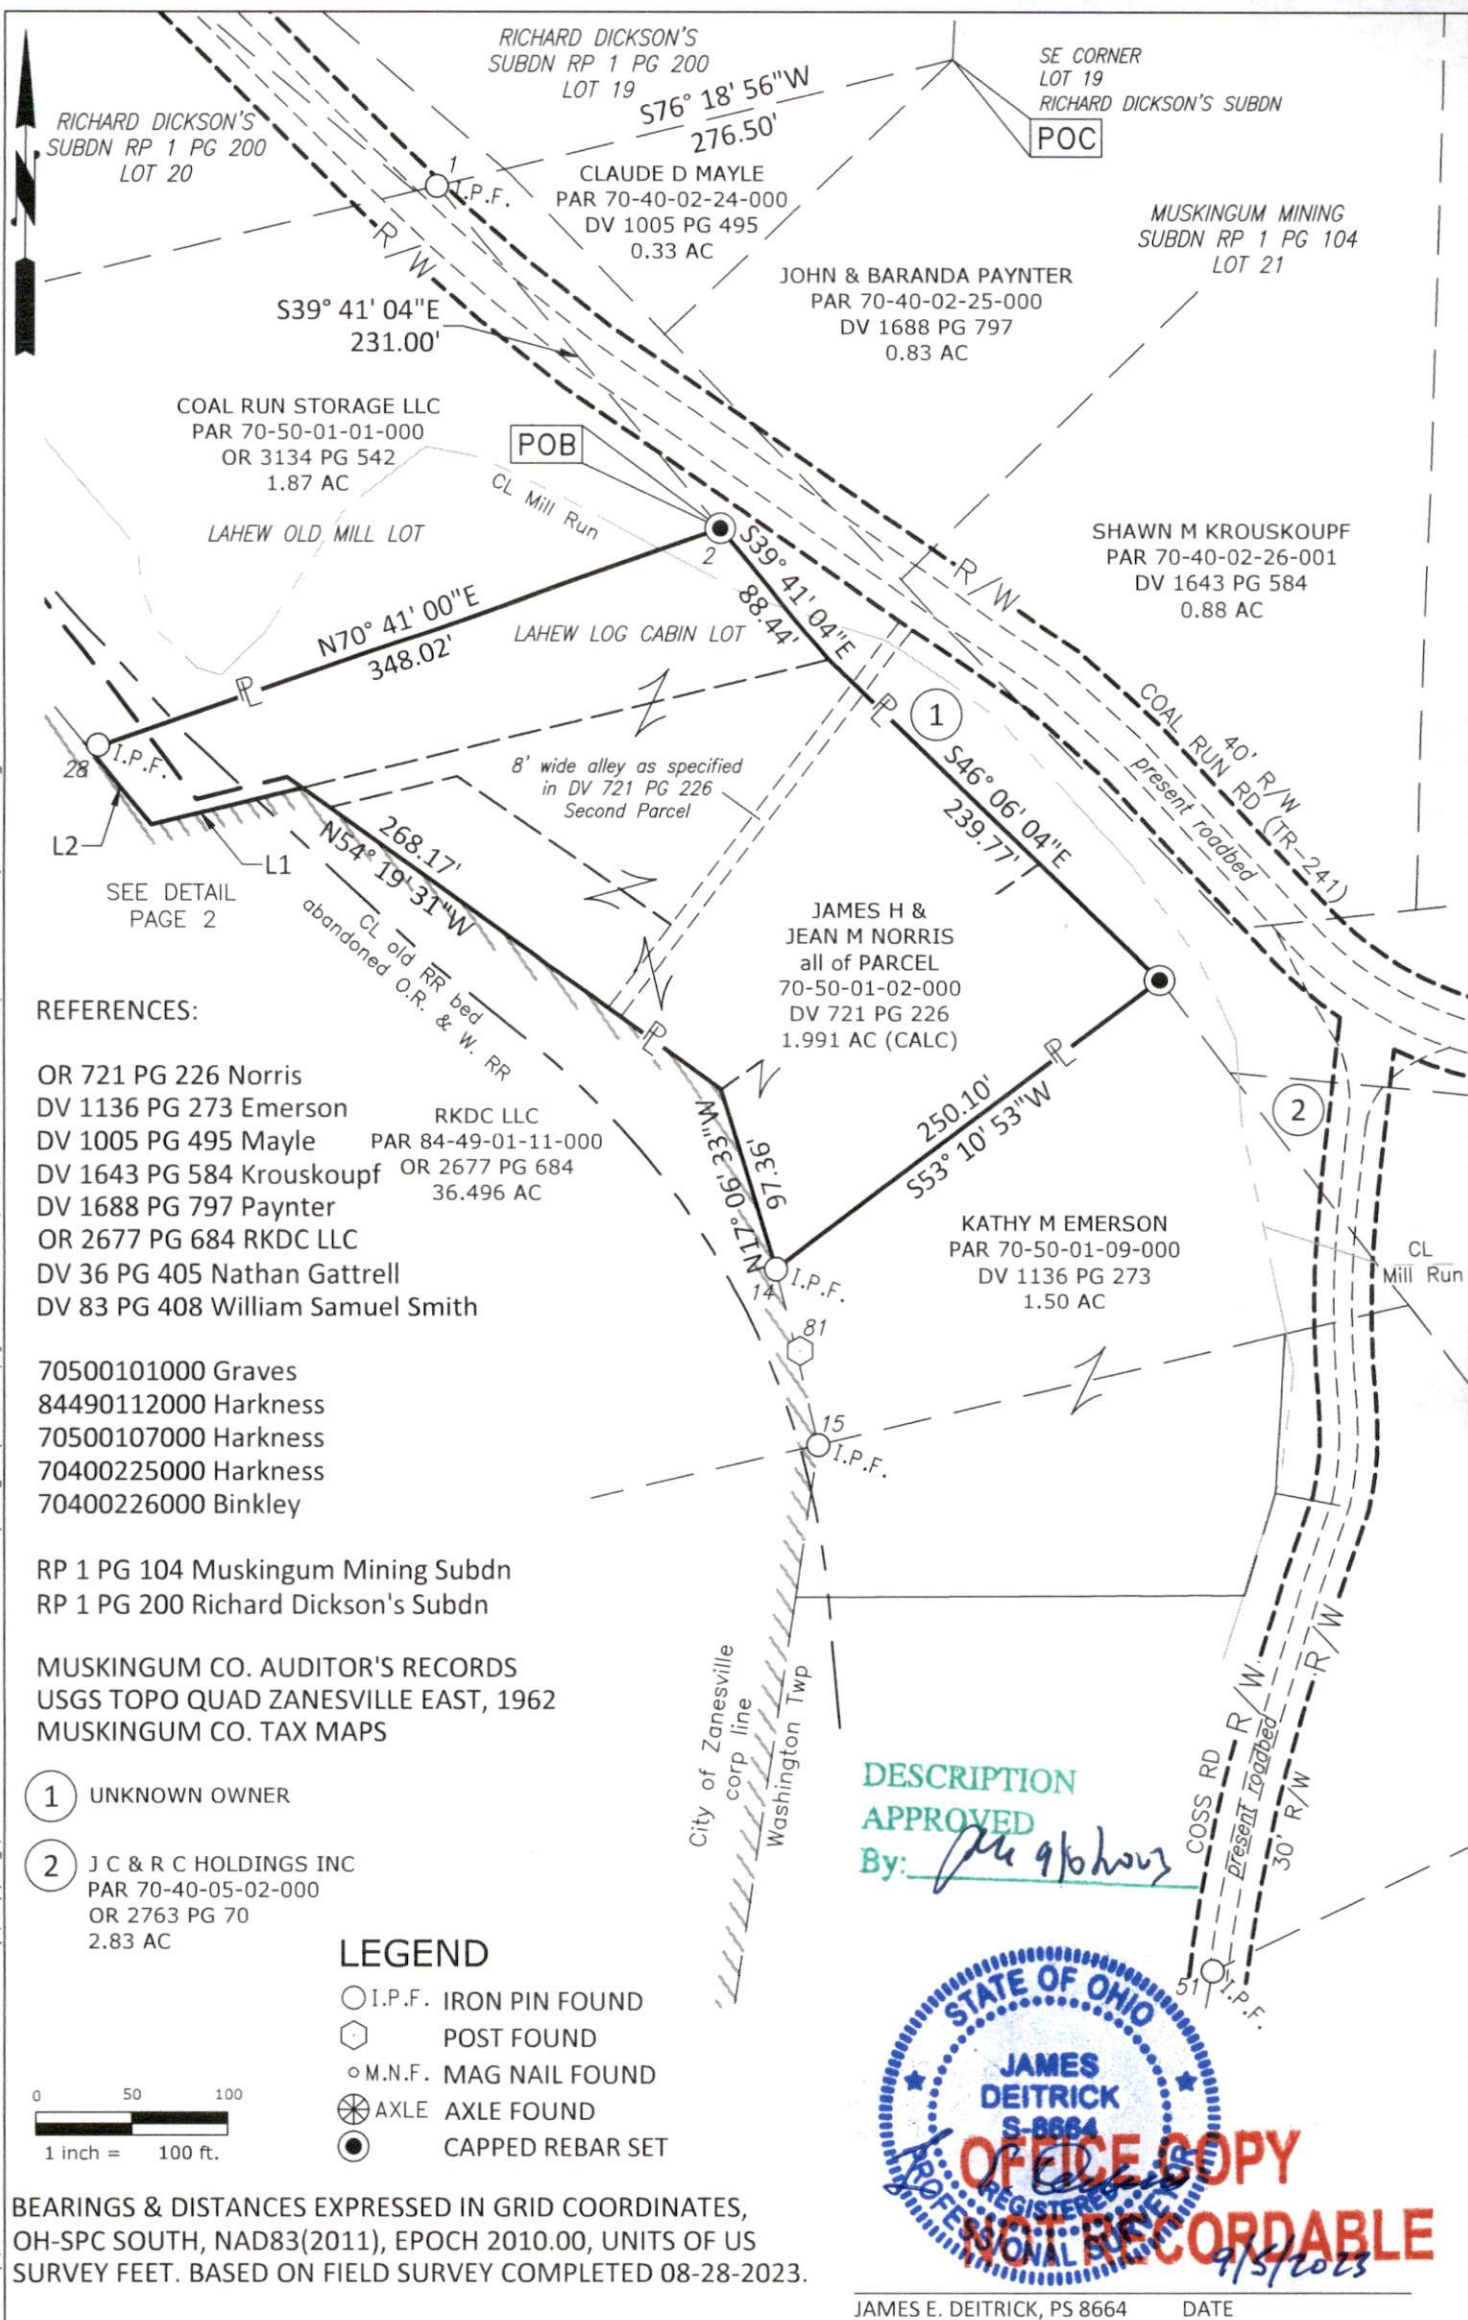 RICHARD DICKSON'S
SUBDN RP 1 PG 200
LOT 19
S76° 18' 56"W
276.50'
SE CORNER
LOT 19
RICHARD DICKSON'S SUBDN
POC
RICHARD DICKSON'S
SUBDN RP 1 PG 200
LOT 20
N
1
I.P.F.
CLAUDE D MAYLE
PAR 70-40-02-24-000
DV 1005 PG 495
0.33 AC
MUSKINGUM MINING
SUBDN RP 1 PG 104
LOT 21
R/W
JOHN & BARANDA PAYNTER
PAR 70-40-02-25-000
DV 1688 PG 797
0.83 AC
S39° 41' 04"E
231.00'
COAL RUN STORAGE LLC
PAR 70-50-01-01-000
OR 3134 PG 542
1.87 AC
POB
CL Mill Run
LAHEW OLD MILL LOT
2
S39° 41' 04"E
88.44'
SHAWN M KROUSKOUPF
PAR 70-40-02-26-001
DV 1643 PG 584
0.88 AC
R/W
N70° 41' 00"E
348.02'
LAHEW LOG CABIN LOT
PL
PL
1
COAL RUN RD (TR-241)
40' R/W
present roadbed
28
I.P.F.
8' wide alley as specified
in DV 721 PG 226
Second Parcel
S46° 06' 04"E
239.77'
L2
L1
268.17'
N54° 19' 31"W
SEE DETAIL
PAGE 2
CL old RR bed
abandoned O.R. & W. RR
JAMES H &
JEAN M NORRIS
all of PARCEL
70-50-01-02-000
DV 721 PG 226
1.991 AC (CALC)
PL
PL
250.10'
S53° 10' 53"W
2
97.36'
N17° 06' 33"W
REFERENCES:
OR 721 PG 226 Norris
DV 1136 PG 273 Emerson
DV 1005 PG 495 Mayle
DV 1643 PG 584 Krouskoupf
DV 1688 PG 797 Paynter
OR 2677 PG 684 RKDC LLC
DV 36 PG 405 Nathan Gattrell
DV 83 PG 408 William Samuel Smith
RKDC LLC
PAR 84-49-01-11-000
OR 2677 PG 684
36.496 AC
KATHY M EMERSON
PAR 70-50-01-09-000
DV 1136 PG 273
1.50 AC
CL
Mill Run
14
I.P.F.
81
15
I.P.F.
70500101000 Graves
84490112000 Harkness
70500107000 Harkness
70400225000 Harkness
70400226000 Binkley
RP 1 PG 104 Muskingum Mining Subdn
RP 1 PG 200 Richard Dickson's Subdn
MUSKINGUM CO. AUDITOR'S RECORDS
USGS TOPO QUAD ZANESVILLE EAST, 1962
MUSKINGUM CO. TAX MAPS
City of Zanesville
corp line
Washington Twp
COSS RD
R/W
present roadbed
30' R/W
R/W
1 UNKNOWN OWNER
2 J C & R C HOLDINGS INC
PAR 70-40-05-02-000
OR 2763 PG 70
2.83 AC
DESCRIPTION
APPROVED
By:
51
I.P.F.
LEGEND
I.P.F. IRON PIN FOUND
POST FOUND
M.N.F. MAG NAIL FOUND
AXLE AXLE FOUND
CAPPED REBAR SET
0 50 100
1 inch = 100 ft.
STATE OF OHIO
JAMES
DEITRICK
S-8664
REGISTERED
PROFESSIONAL SURVEYOR
OFFICE COPY
NOT RECORDABLE
9/5/2023
BEARINGS & DISTANCES EXPRESSED IN GRID COORDINATES,
OH-SPC SOUTH, NAD83(2011), EPOCH 2010.00, UNITS OF US
SURVEY FEET. BASED ON FIELD SURVEY COMPLETED 08-28-2023.
JAMES E. DEITRICK, PS 8664 DATE